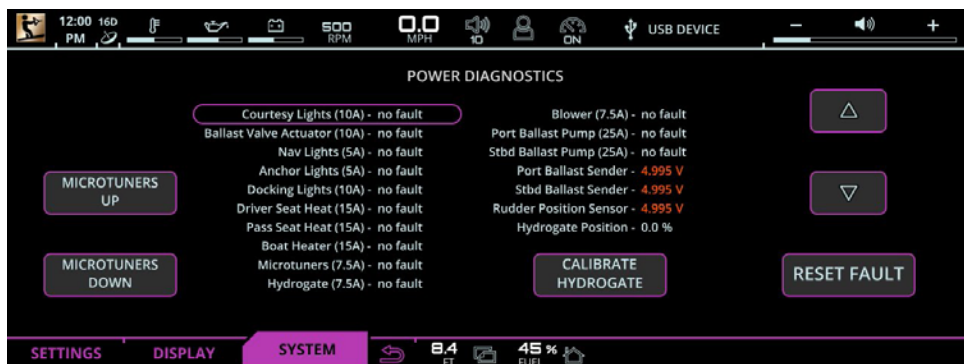 12:00 16D
PM
500
RPM
0.0
MPH
10
ON
USB DEVICE
−
+
POWER DIAGNOSTICS
Courtesy Lights (10A) - no fault
Ballast Valve Actuator (10A) - no fault
Nav Lights (5A) - no fault
Anchor Lights (5A) - no fault
Docking Lights (10A) - no fault
Driver Seat Heat (15A) - no fault
Pass Seat Heat (15A) - no fault
Boat Heater (15A) - no fault
Microtuners (7.5A) - no fault
Hydrogate (7.5A) - no fault
Blower (7.5A) - no fault
Port Ballast Pump (25A) - no fault
Stbd Ballast Pump (25A) - no fault
Port Ballast Sender - 4.995 V
Stbd Ballast Sender - 4.995 V
Rudder Position Sensor - 4.995 V
Hydrogate Position - 0.0 %
MICROTUNERS
UP
MICROTUNERS
DOWN
CALIBRATE
HYDROGATE
RESET FAULT
SETTINGS
DISPLAY
SYSTEM
8.4
FT
45 %
FUEL